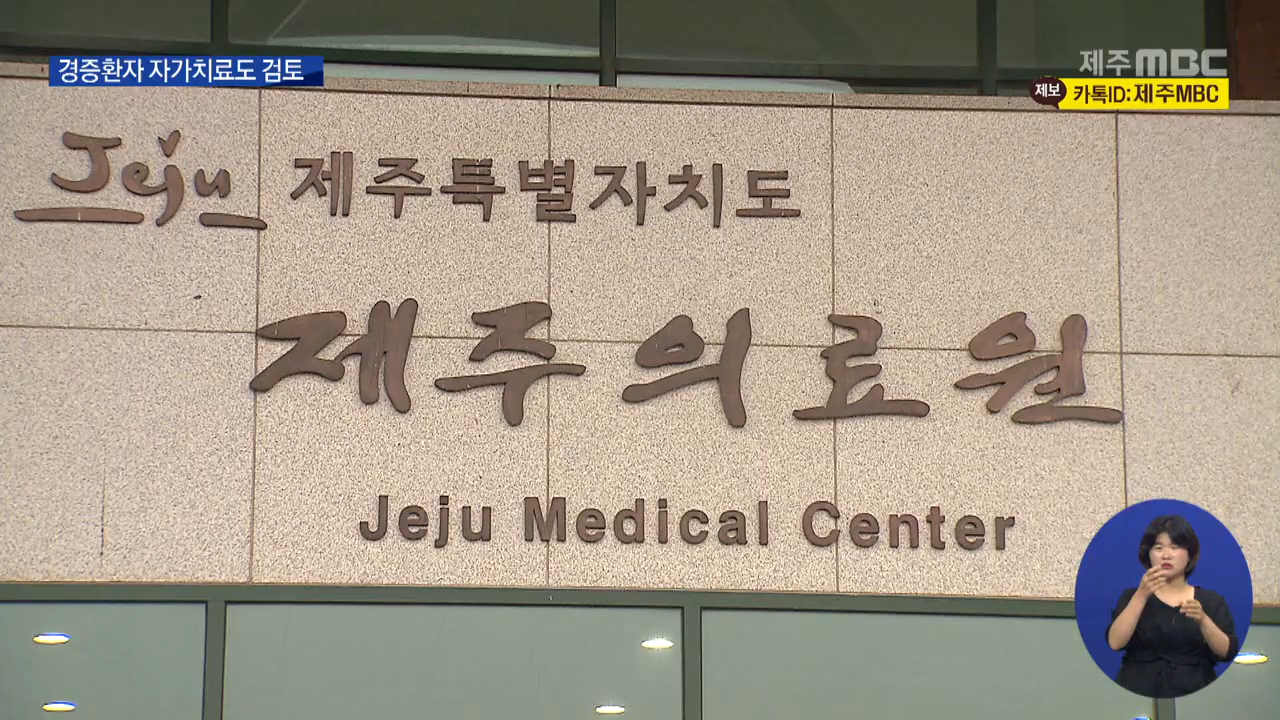 경증환자 자가치료도 검토
제주MBC
제보 카톡ID:제주MBC
Jeju 제주특별자치도
제주의료원
Jeju Medical Center